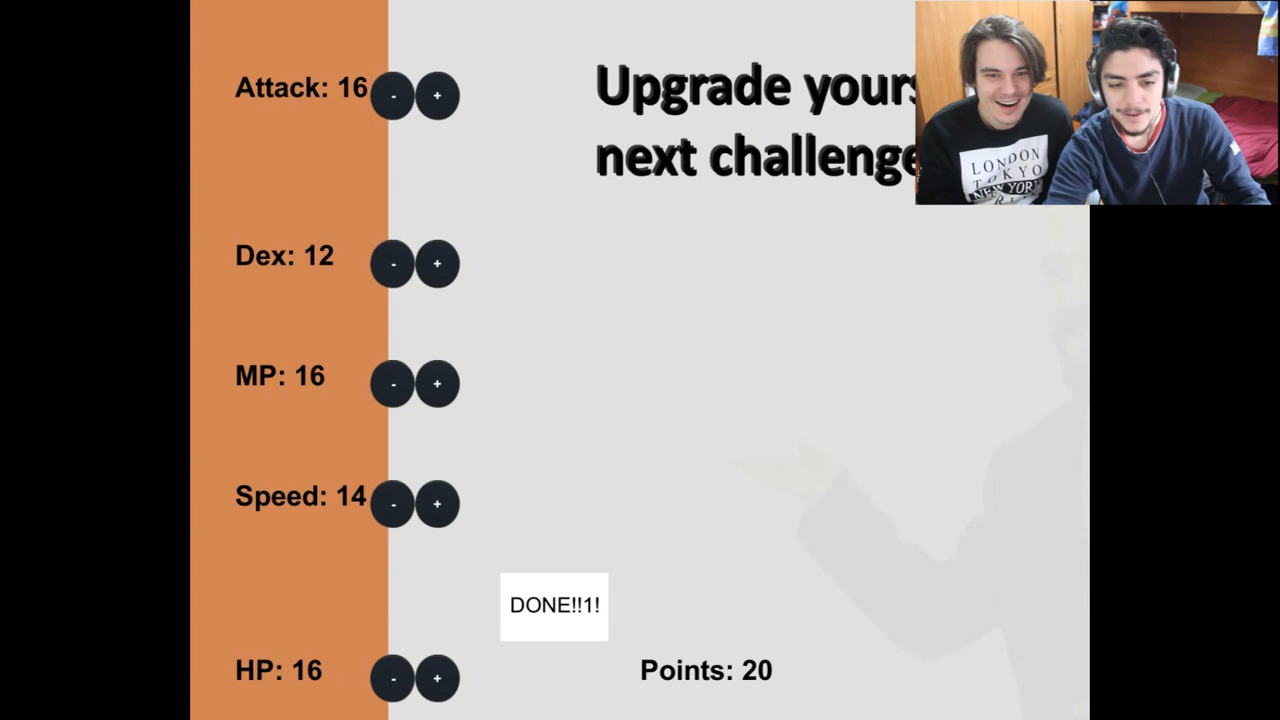 Attack: 16
-
+
Upgrade yours
next challenge
LONDON
TOKYO
NEW YORK
Dex: 12
-
+
MP: 16
-
+
Speed: 14
-
+
DONE!!1!
HP: 16
-
+
Points: 20